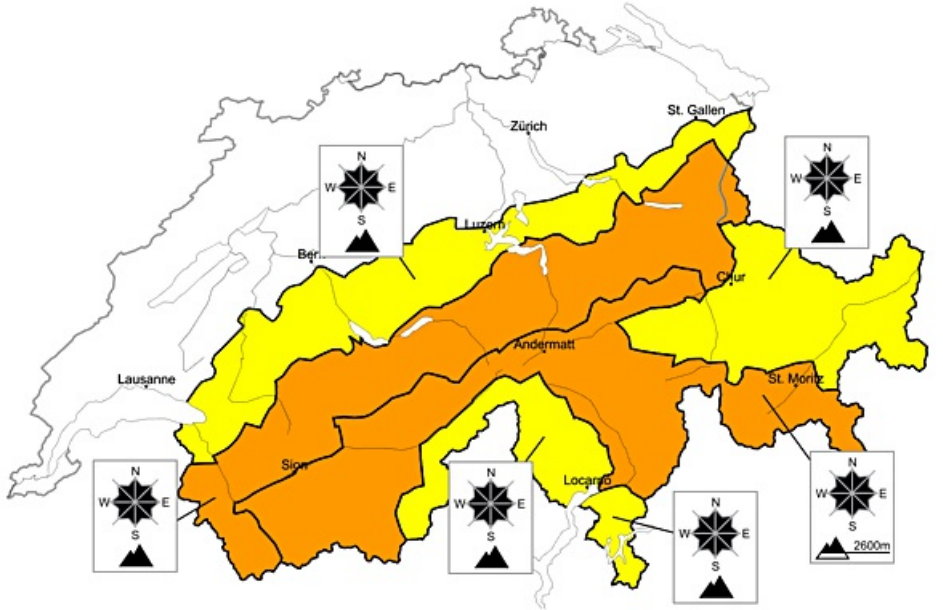 St. Gallen
Zürich
N
W E
S
N
W E
S
Luzern
Bern
Chur
Andermatt
Lausanne
St. Moritz
Sion
Locarno
N
W E
S
N
W E
S
N
W E
S
2600m
N
W E
S